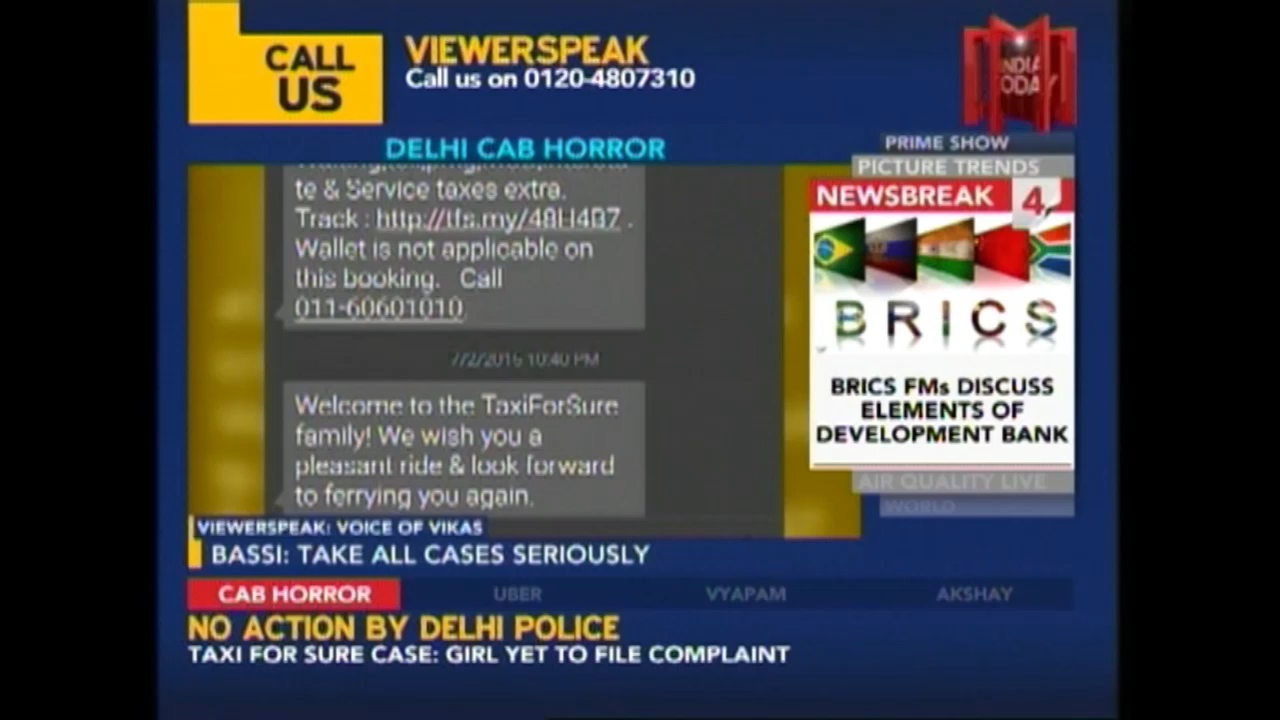 CALL
US
VIEWERSPEAK
Call us on 0120-4807310
INDIA
TODAY
DELHI CAB HORROR
te & Service taxes extra.
Track : http://tfs.my/48H4B7 .
Wallet is not applicable on
this booking. Call
011-60601010
7/2/2015 10:40 PM
Welcome to the TaxiForSure
family! We wish you a
pleasant ride & look forward
to ferrying you again.
PRIME SHOW
PICTURE TRENDS
NEWSBREAK 4
BRICS
BRICS FMs DISCUSS
ELEMENTS OF
DEVELOPMENT BANK
AIR QUALITY LIVE
WORLD
VIEWERSPEAK: VOICE OF VIKAS
BASSI: TAKE ALL CASES SERIOUSLY
CAB HORROR UBER VYAPAM AKSHAY
NO ACTION BY DELHI POLICE
TAXI FOR SURE CASE: GIRL YET TO FILE COMPLAINT